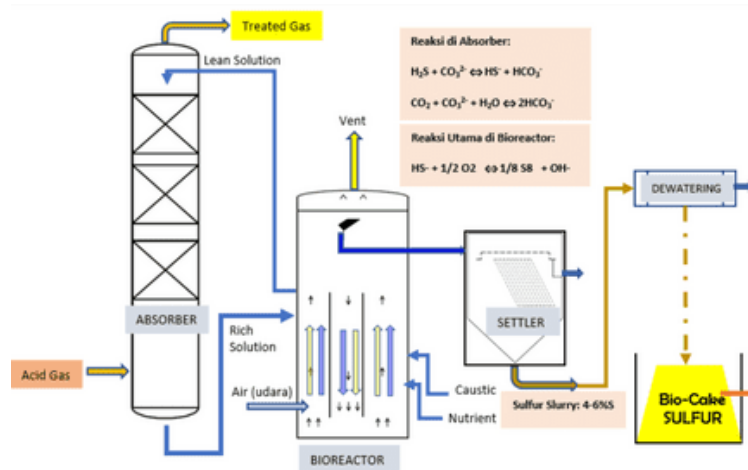 Treated Gas
Lean Solution
Reaksi di Absorber:
H₂S + CO₃²⁻ ⇔ HS⁻ + HCO₃⁻
CO₂ + CO₃²⁻ + H₂O ⇔ 2HCO₃⁻
Vent
Reaksi Utama di Bioreactor:
HS- + 1/2 O2 ⇔ 1/8 S8 + OH-
DEWATERING
ABSORBER
Rich
Solution
SETTLER
Acid Gas
Air (udara)
Caustic
Nutrient
Sulfur Slurry: 4-6%S
Bio-Cake
SULFUR
BIOREACTOR